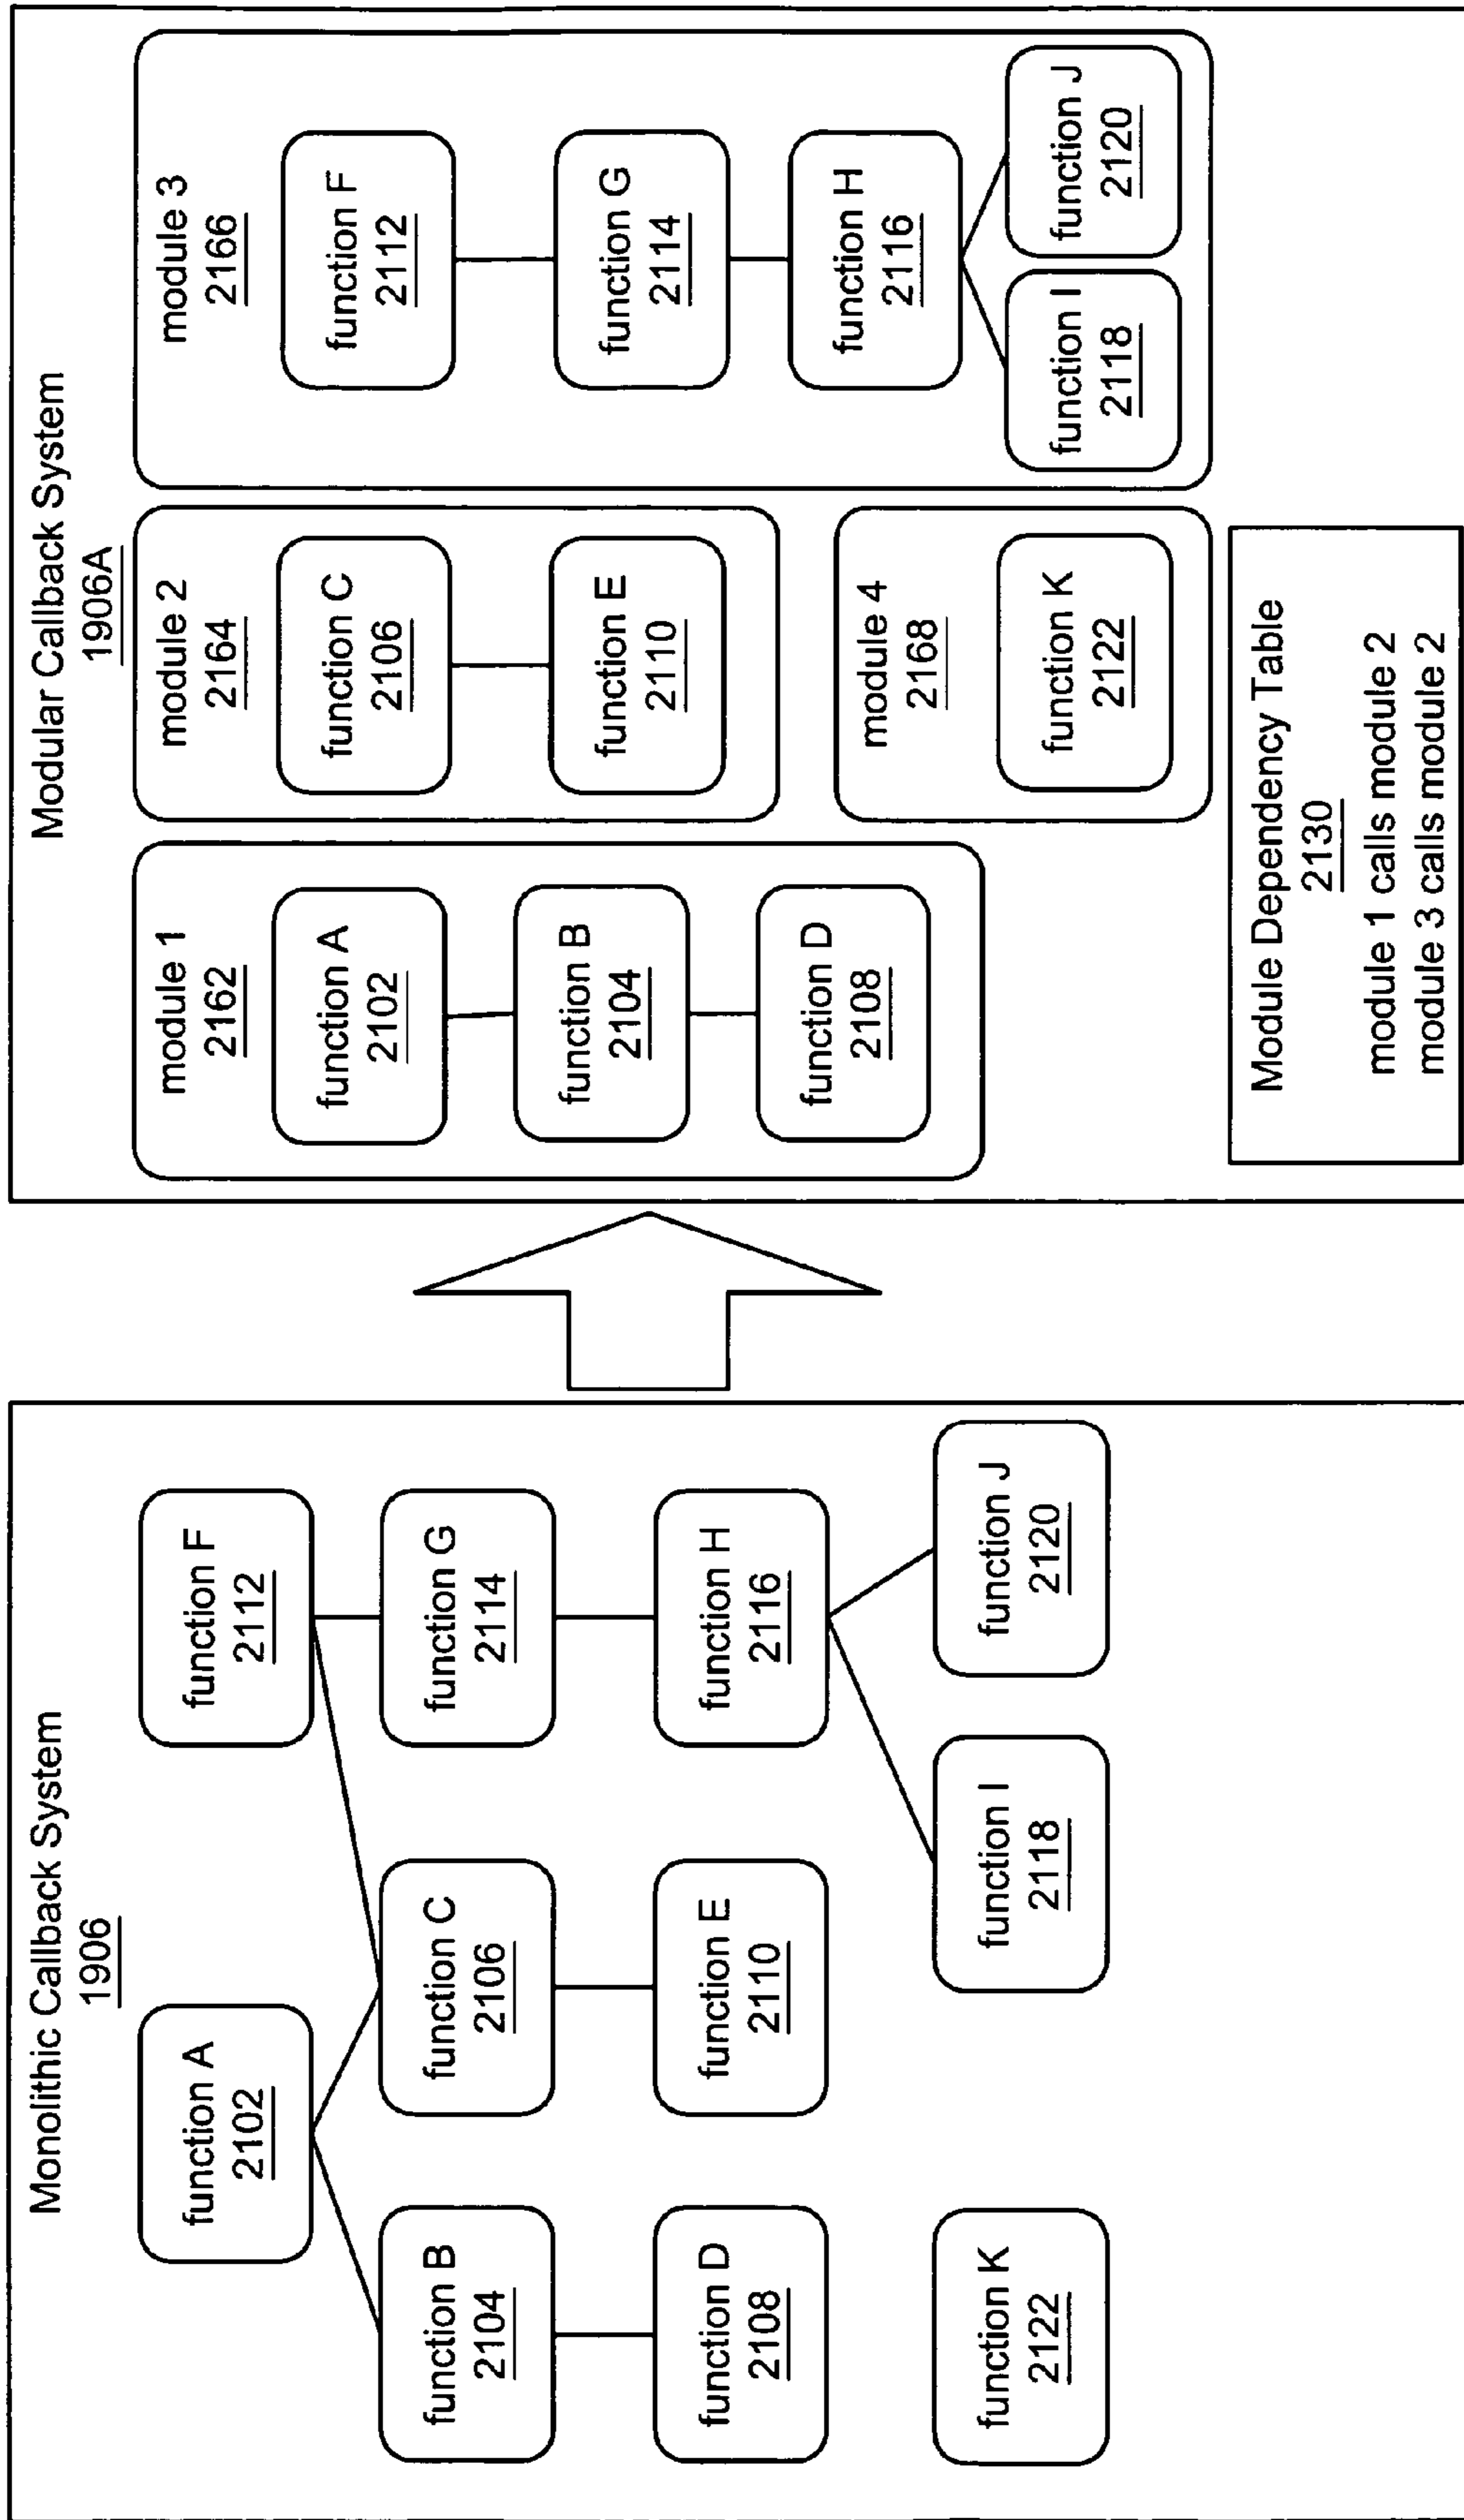 Monolithic Callback System
1906
function A
2102
function F
2112
function B
2104
function C
2106
function G
2114
function D
2108
function E
2110
function H
2116
function K
2122
function I
2118
function J
2120
Modular Callback System
1906A
module 1
2162
function A
2102
function B
2104
function D
2108
module 2
2164
function C
2106
function E
2110
module 3
2166
function F
2112
function G
2114
function H
2116
function I
2118
function J
2120
module 4
2168
function K
2122
Module Dependency Table
2130
module 1 calls module 2
module 3 calls module 2